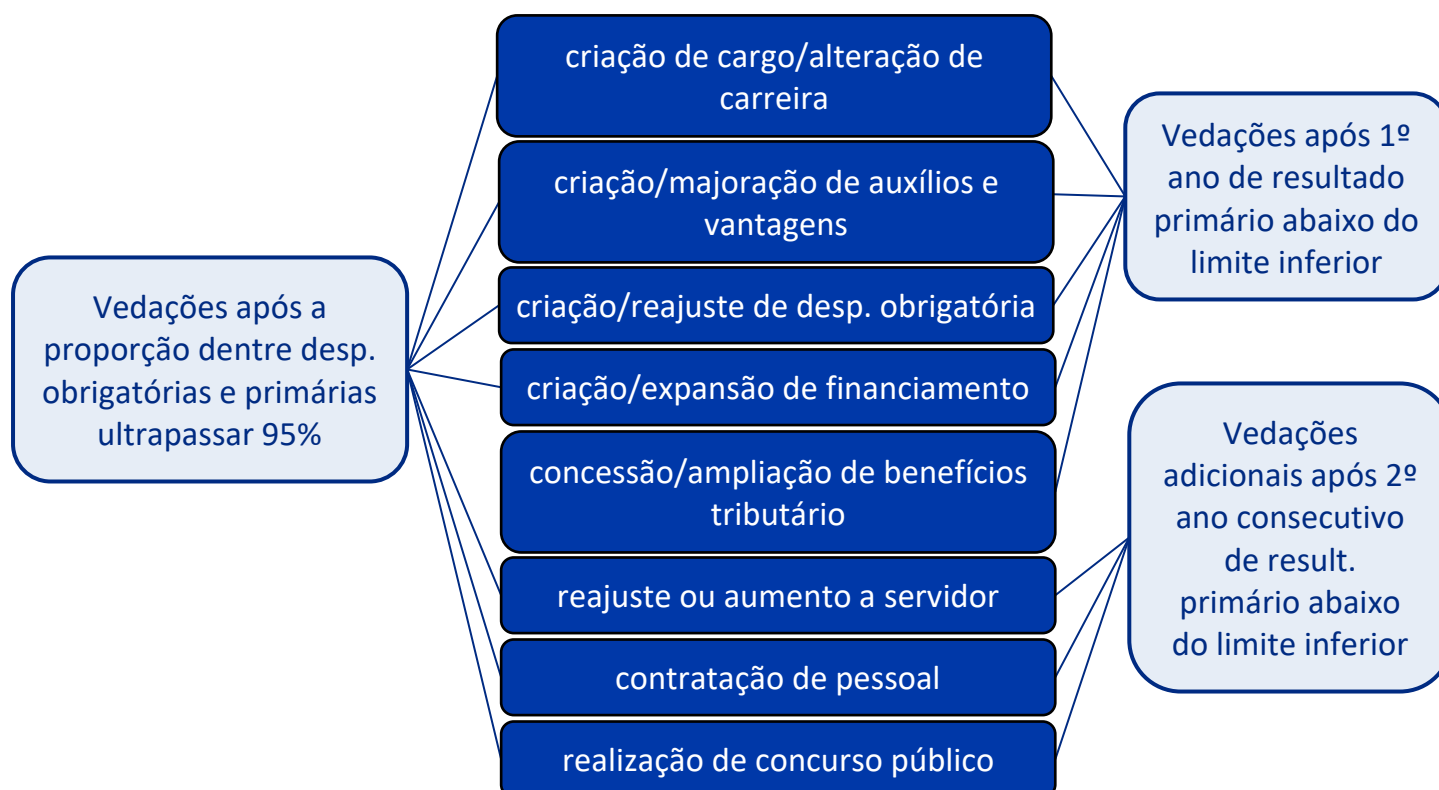 Vedações após a
proporção dentre desp.
obrigatórias e primárias
ultrapassar 95%
criação de cargo/alteração de
carreira
criação/majoração de auxílios e
vantagens
criação/reajuste de desp. obrigatória
criação/expansão de financiamento
concessão/ampliação de benefícios
tributário
reajuste ou aumento a servidor
contratação de pessoal
realização de concurso público
Vedações após 1º
ano de resultado
primário abaixo do
limite inferior
Vedações
adicionais após 2º
ano consecutivo
de result.
primário abaixo
do limite inferior